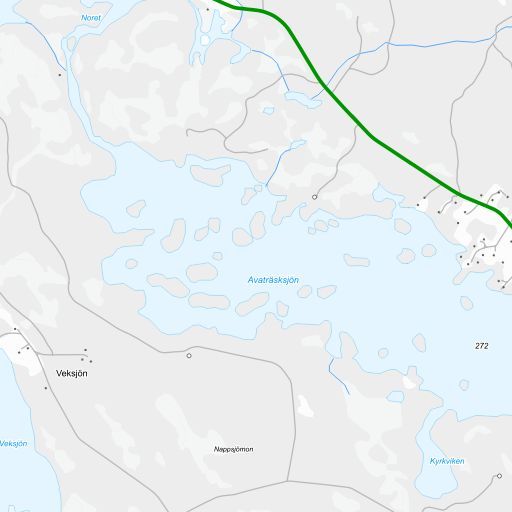 Noret
Avaträsksjön
272
Veksjön
Veksjön
Nappsjömon
Kyrkviken